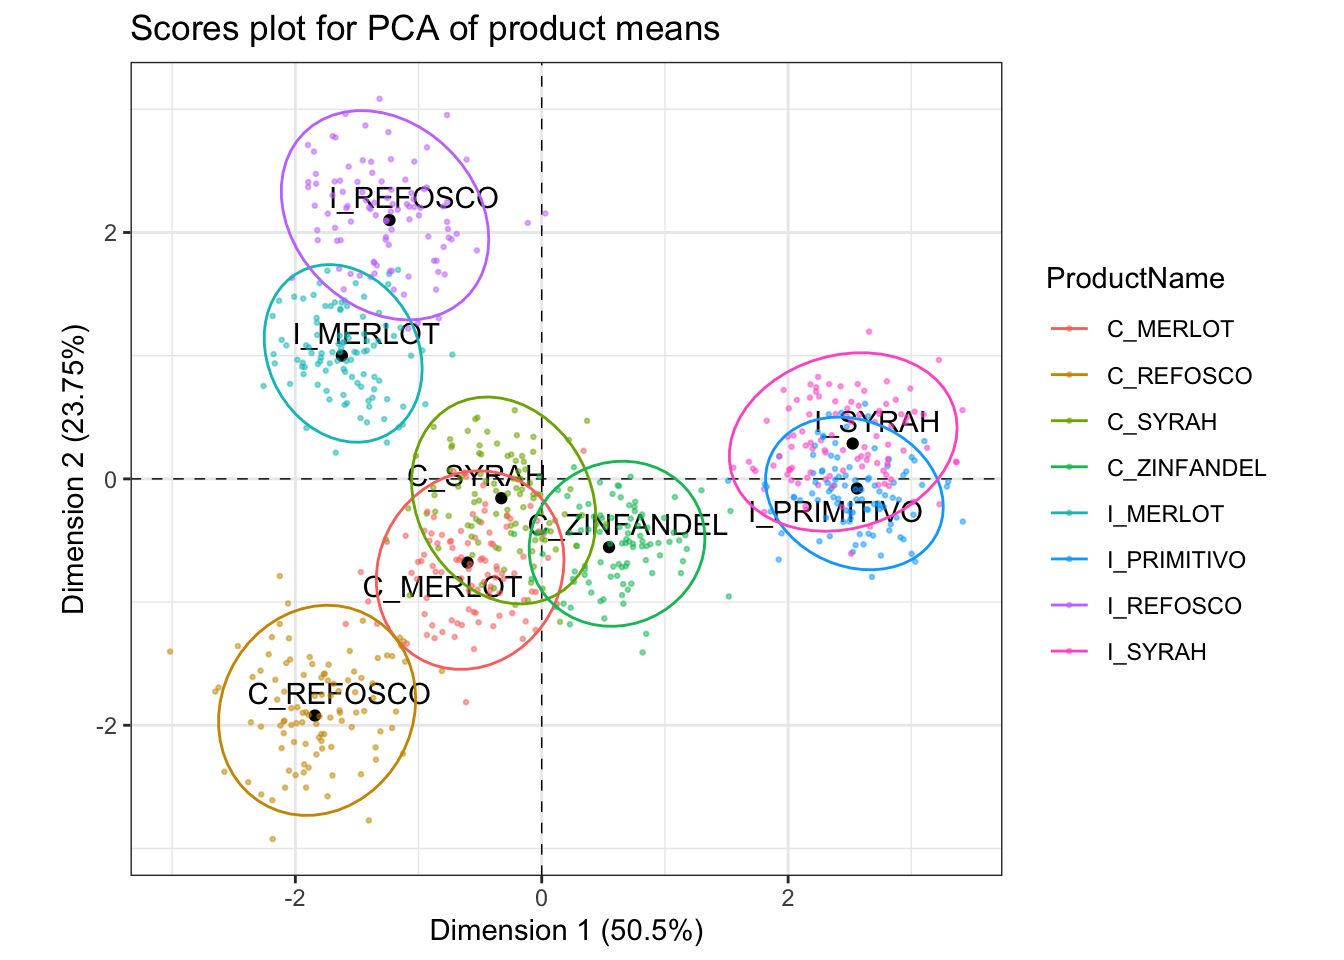 Scores plot for PCA of product means
Dimension 2 (23.75%)
2
0
-2
I_REFOSCO
I_MERLOT
I_SYRAH
C_SYRAH
I_PRIMITIVO
C_ZINFANDEL
C_MERLOT
C_REFOSCO
-2
0
2
Dimension 1 (50.5%)
ProductName
C_MERLOT
C_REFOSCO
C_SYRAH
C_ZINFANDEL
I_MERLOT
I_PRIMITIVO
I_REFOSCO
I_SYRAH